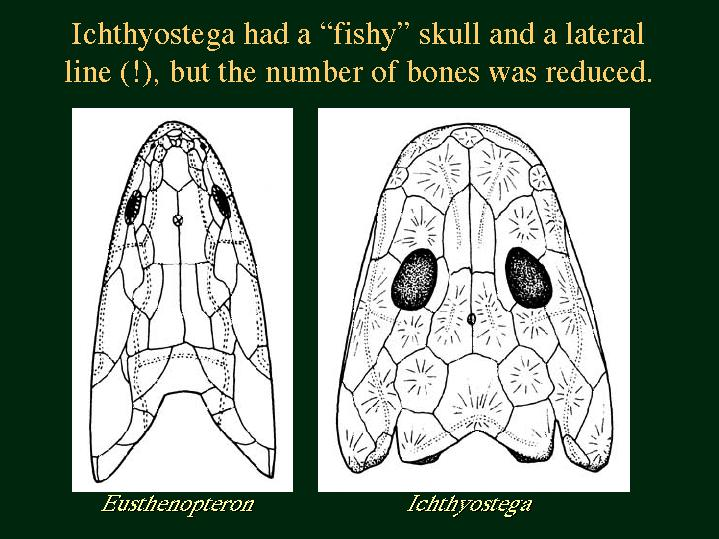 Ichthyostega had a “fishy” skull and a lateral
line (!), but the number of bones was reduced.
Eusthenopteron
Ichthyostega